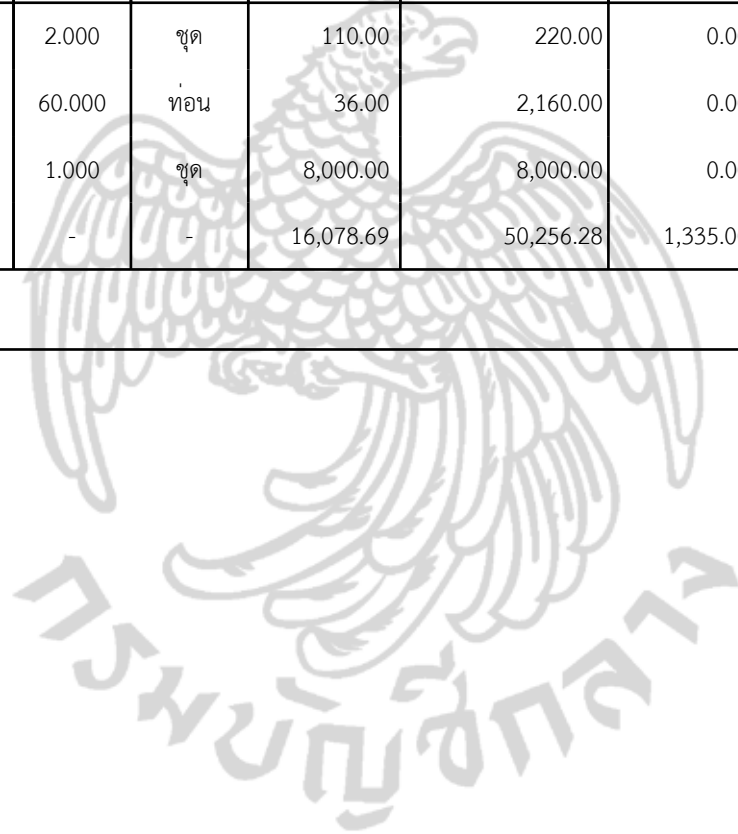 2.000 ชุด 110.00 220.00 0.0
60.000 ท่อน 36.00 2,160.00 0.0
1.000 ชุด 8,000.00 8,000.00 0.0
- - 16,078.69 50,256.28 1,335.0
กรมบัญชีกลาง